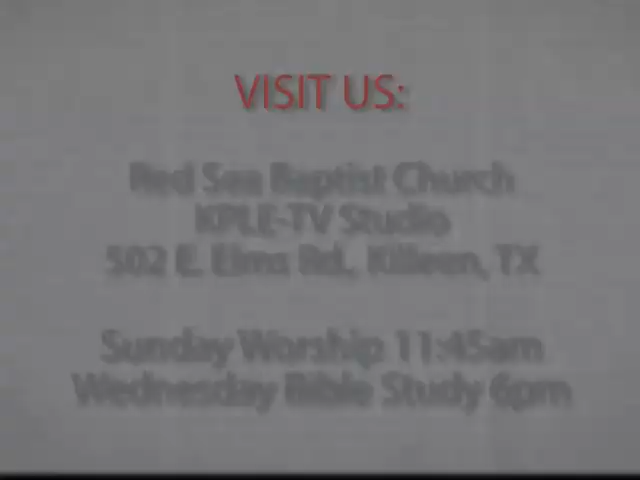 VISIT US:
Red Sea Baptist Church
KPLE-TV Studio
502 E. Elms Rd., Killeen, TX
Sunday Worship 11:45am
Wednesday Bible Study 6pm